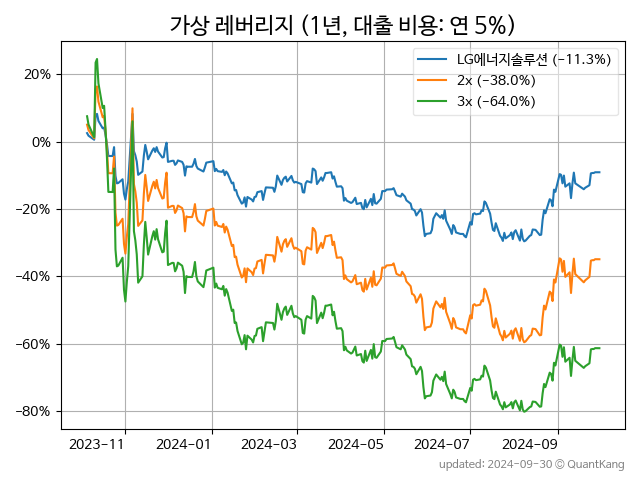 가상 레버리지 (1년, 대출 비용: 연 5%)
LG에너지솔루션 (−11.3%)
2x (−38.0%)
3x (−64.0%)
20%
0%
−20%
−40%
−60%
−80%
2023-11
2024-01
2024-03
2024-05
2024-07
2024-09
updated: 2024-09-30 © QuantKang